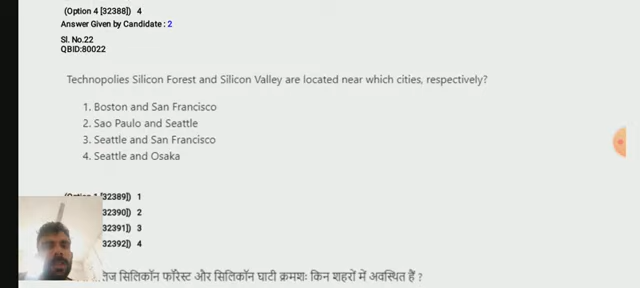 (Option 4 [32388]) 4
Answer Given by Candidate : 2
Sl. No.22
QBID:80022
Technopolies Silicon Forest and Silicon Valley are located near which cities, respectively?
1. Boston and San Francisco
2. Sao Paulo and Seattle
3. Seattle and San Francisco
4. Seattle and Osaka
[32389]) 1
32390]) 2
32391]) 3
32392]) 4
सिलिकॉन फॉरेस्ट और सिलिकॉन घाटी क्रमशः किन शहरों में अवस्थित हैं ?